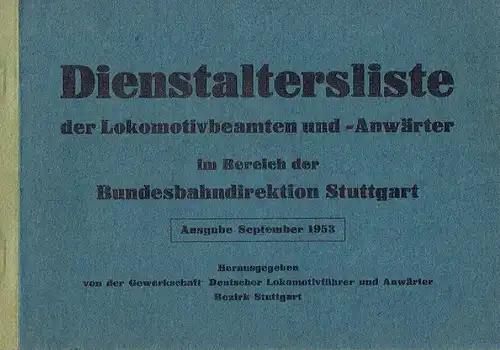 Dienstaltersliste
der Lokomotivbeamten und -Anwärter
im Bereich der
Bundesbahndirektion Stuttgart
Ausgabe September 1953
Herausgegeben
von der Gewerkschaft Deutscher Lokomotivführer und Anwärter
Bezirk Stuttgart